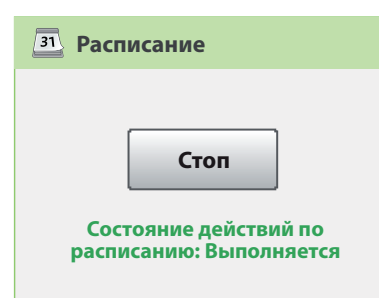 31 Расписание
Стоп
Состояние действий по
расписанию: Выполняется